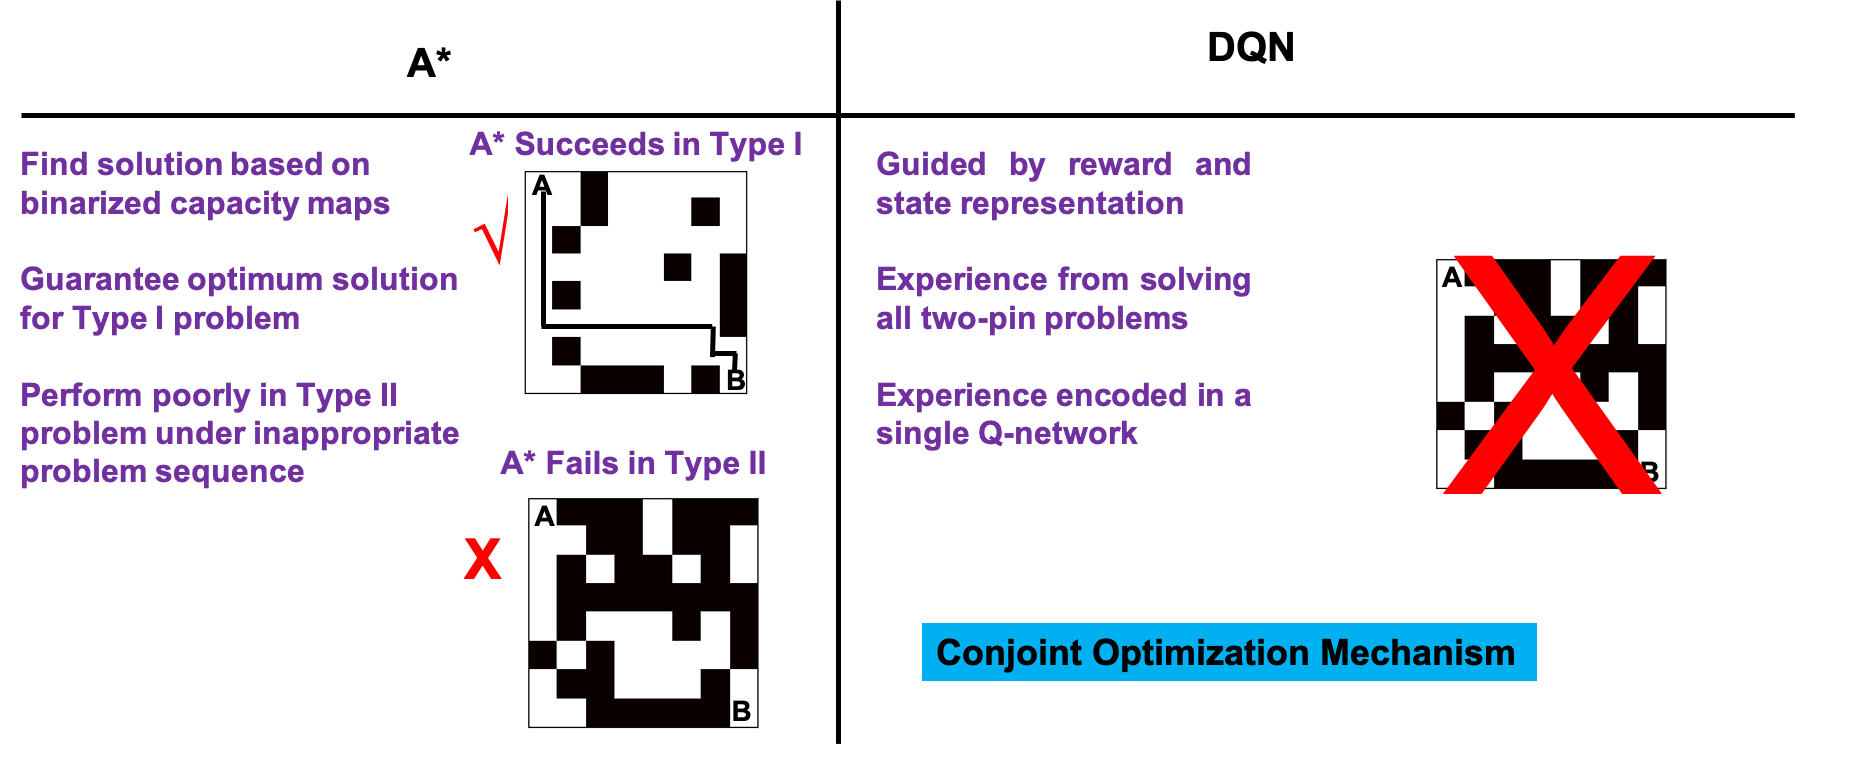 A*
DQN
Find solution based on
binarized capacity maps
Guarantee optimum solution
for Type I problem
Perform poorly in Type II
problem under inappropriate
problem sequence
A* Succeeds in Type I
√
A
B
A* Fails in Type II
X
A
B
Guided by reward and
state representation
Experience from solving
all two-pin problems
Experience encoded in a
single Q-network
A
B
Conjoint Optimization Mechanism